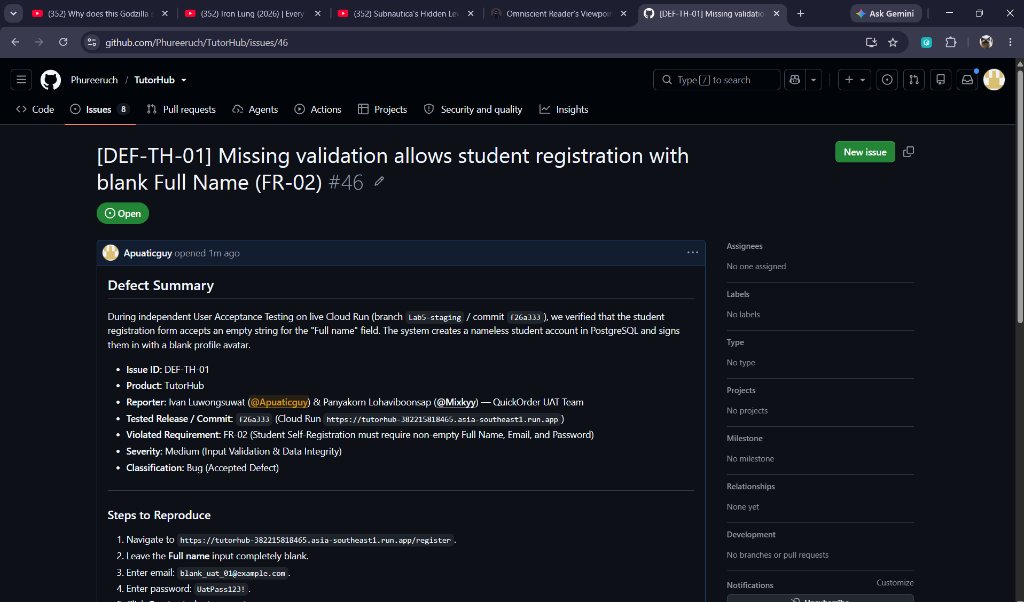 (352) Why does this Godzilla
(352) Iron Lung (2026) | Every
(352) Subnautica's Hidden Le
Omniscient Reader's Viewpoin
[DEF-TH-01] Missing validatio
Ask Gemini
github.com/Phureeruch/TutorHub/issues/46
Phureeruch / TutorHub
Type / to search
Code
Issues 8
Pull requests
Agents
Actions
Projects
Security and quality
Insights
[DEF-TH-01] Missing validation allows student registration with
blank Full Name (FR-02) #46
New issue
Open
Apuaticguy opened 1m ago
Defect Summary
During independent User Acceptance Testing on live Cloud Run (branch Lab5-staging / commit f26a333), we verified that the student
registration form accepts an empty string for the "Full name" field. The system creates a nameless student account in PostgreSQL and signs
them in with a blank profile avatar.
• Issue ID: DEF-TH-01
• Product: TutorHub
• Reporter: Ivan Luwongsuwat (@Apuaticguy) & Panyakorn Lohaviboonsap (@Mixkyy) — QuickOrder UAT Team
• Tested Release / Commit: f26a333 (Cloud Run https://tutorhub-382215818465.asia-southeast1.run.app)
• Violated Requirement: FR-02 (Student Self-Registration must require non-empty Full Name, Email, and Password)
• Severity: Medium (Input Validation & Data Integrity)
• Classification: Bug (Accepted Defect)
Steps to Reproduce
1. Navigate to https://tutorhub-382215818465.asia-southeast1.run.app/register.
2. Leave the Full name input completely blank.
3. Enter email: blank_uat_01@example.com.
4. Enter password: UatPass123!.
Assignees
No one assigned
Labels
No labels
Type
No type
Projects
No projects
Milestone
No milestone
Relationships
None yet
Development
No branches or pull requests
Notifications
Customize